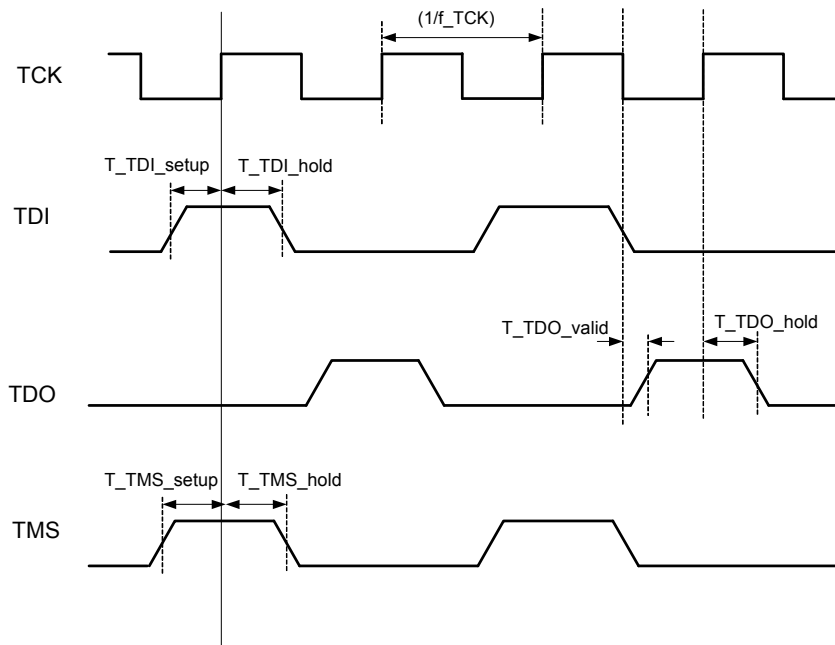 (1/f_TCK)
TCK
T_TDI_setup T_TDI_hold
TDI
T_TDO_valid T_TDO_hold
TDO
T_TMS_setup T_TMS_hold
TMS